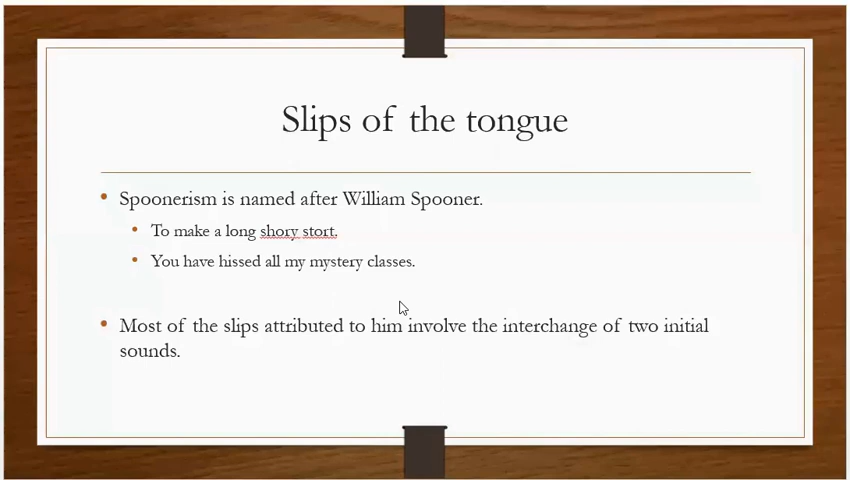 Slips of the tongue
• Spoonerism is named after William Spooner.
• To make a long shory stort.
• You have hissed all my mystery classes.
• Most of the slips attributed to him involve the interchange of two initial
sounds.